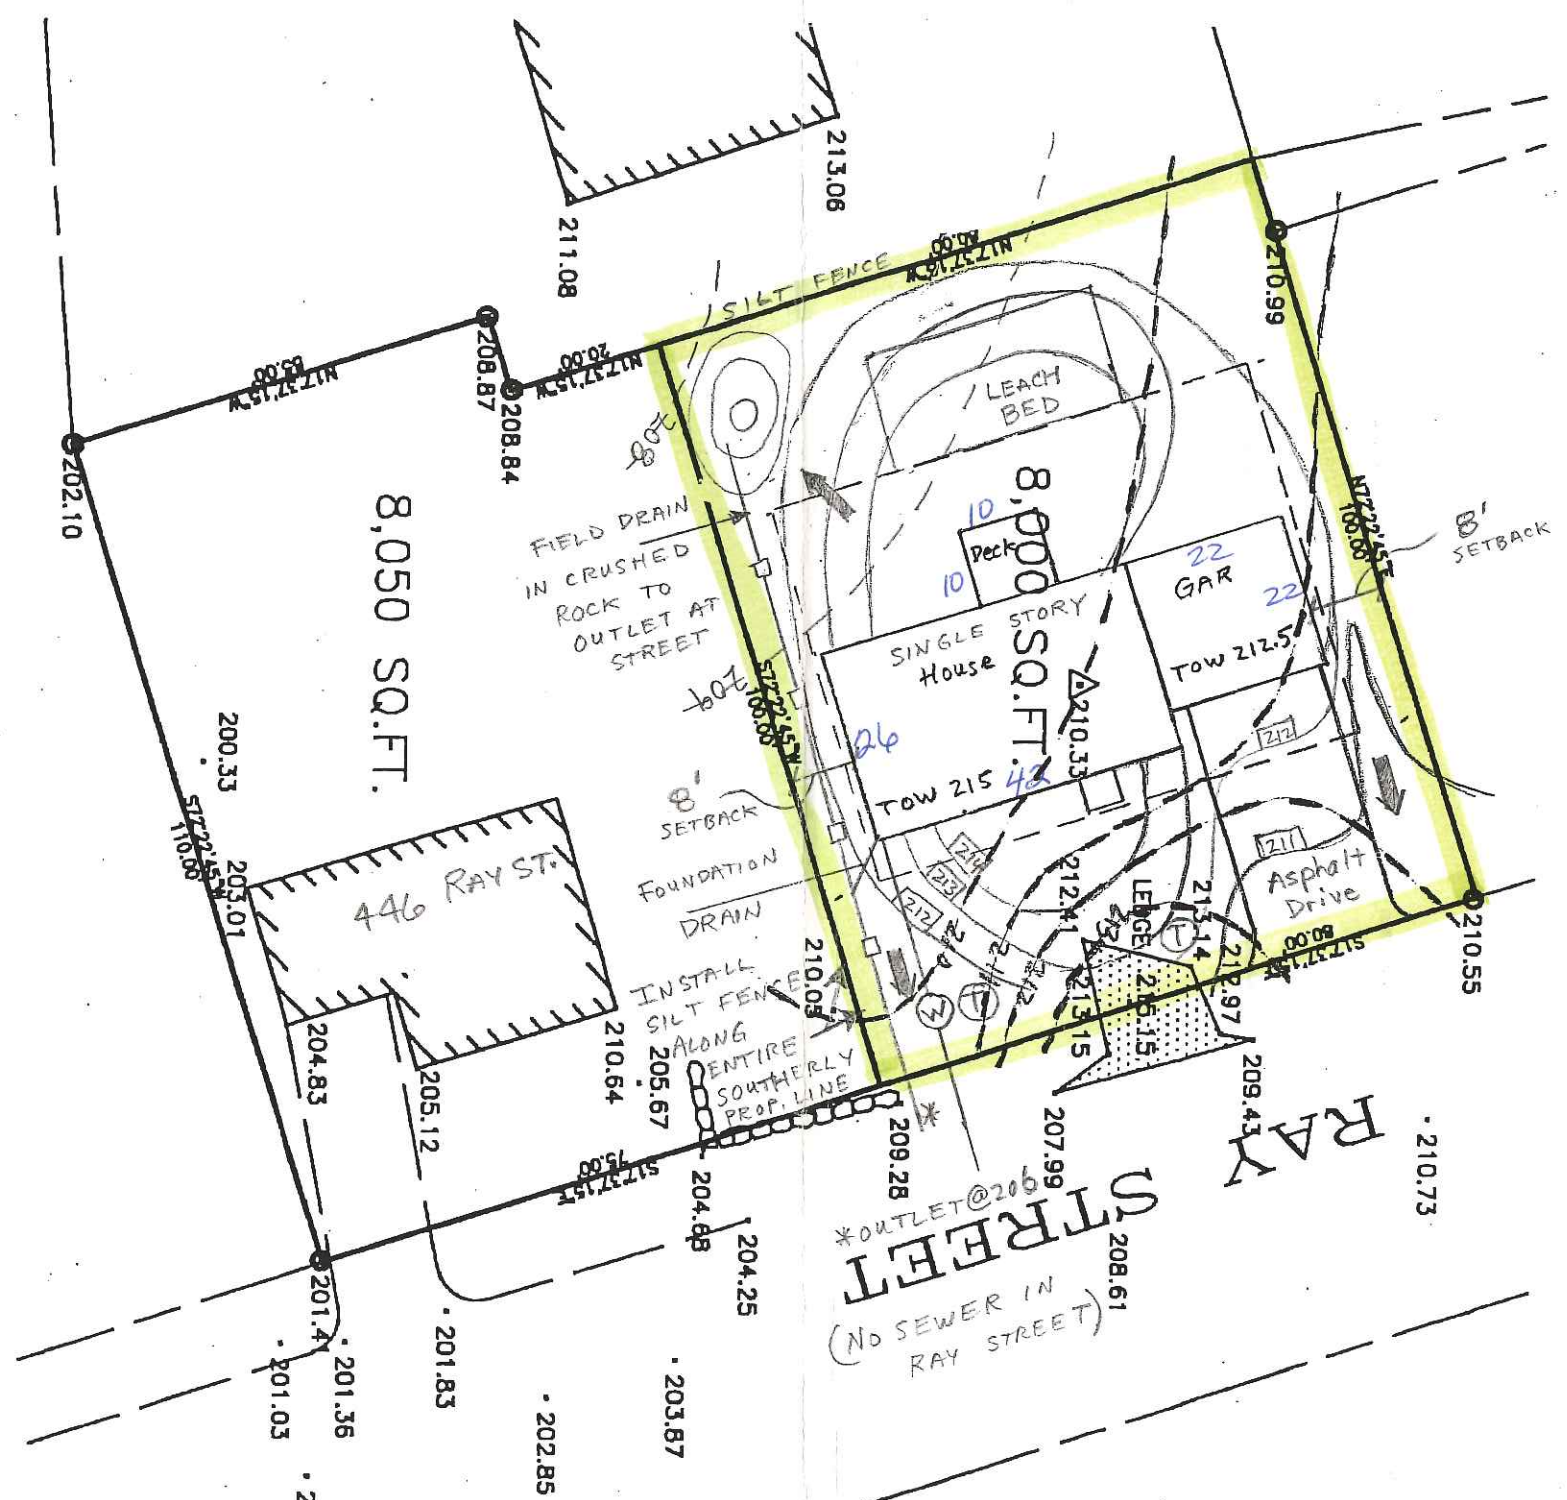 213.06
211.08
SILT FENCE
80.00'
N17°37'15"W
210.99
208.87
20.00'
N17°37'15"W
85.00'
N17°37'15"W
208.84
202.10
208
LEACH
BED
N72°22'45"E
100.00'
8'
SETBACK
8,050 SQ.FT.
8,000 SQ.FT.
FIELD DRAIN
IN CRUSHED
ROCK TO
OUTLET AT
STREET
10
Deck
10
22
GAR
22
TOW 212.5
SINGLE STORY
House
210.33
209
S72°22'45"W
100.00'
26
TOW 215
42
212
211
Asphalt
Drive
8'
SETBACK
200.33
S72°22'45"W
110.00'
203.01
446 RAY ST.
FOUNDATION
DRAIN
214
213
212
212.41
LEDGE
213.14
T
212.97
213
212
215.15
213.15
80.00'
S17°37'15"E
210.55
210.05
INSTALL
SILT FENCE
ALONG
ENTIRE
SOUTHERLY
PROP. LINE
W
T
204.83
205.12
210.64
205.67
209.28
*
207.99
209.43
210.73
RAY
STREET
75.00'
S17°37'15"E
204.68
204.25
*OUTLET@206
208.61
(NO SEWER IN
RAY STREET)
201.4
201.36
201.03
201.83
202.85
203.87